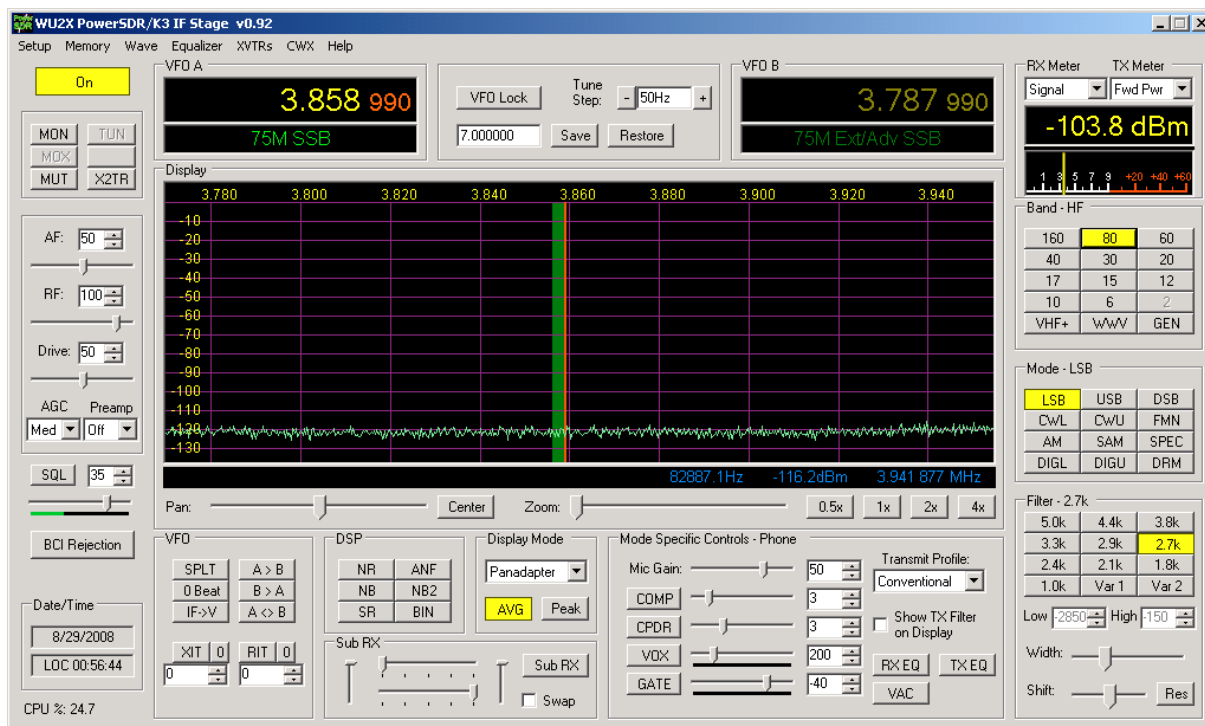 WU2X PowerSDR/K3 IF Stage v0.92
Setup Memory Wave Equalizer XVTRs CWX Help
On
MON TUN
MOX
MUT X2TR
AF: 50
RF: 100
Drive: 50
AGC Preamp
Med Off
SQL 35
BCI Rejection
Date/Time
8/29/2008
LOC 00:56:44
CPU %: 24.7
VFO A
3.858 990
75M SSB
VFO Lock
Tune Step: - 50Hz +
7.000000 Save Restore
VFO B
3.787 990
75M Ext/Adv SSB
Display
3.780 3.800 3.820 3.840 3.860 3.880 3.900 3.920 3.940
-10
-20
-30
-40
-50
-60
-70
-80
-90
-100
-110
-120
-130
82887.1Hz -116.2dBm 3.941 877 MHz
Pan: Center Zoom: 0.5x 1x 2x 4x
VFO
SPLT A > B
0 Beat B > A
IF->V A <> B
XIT 0 RIT 0
0 0
DSP
NR ANF
NB NB2
SR BIN
Display Mode
Panadapter
AVG Peak
Sub RX
Sub RX
Swap
Mode Specific Controls - Phone
Mic Gain: 50
COMP 3
CPDR 3
VOX 200
GATE -40
Transmit Profile:
Conventional
Show TX Filter
on Display
RX EQ TX EQ
VAC
RX Meter TX Meter
Signal Fwd Pwr
-103.8 dBm
1 3 5 7 9 +20 +40 +60
Band - HF
160 80 60
40 30 20
17 15 12
10 6 2
VHF+ WWV GEN
Mode - LSB
LSB USB DSB
CWL CWU FMN
AM SAM SPEC
DIGL DIGU DRM
Filter - 2.7k
5.0k 4.4k 3.8k
3.3k 2.9k 2.7k
2.4k 2.1k 1.8k
1.0k Var 1 Var 2
Low -2850 High -150
Width:
Shift: Res